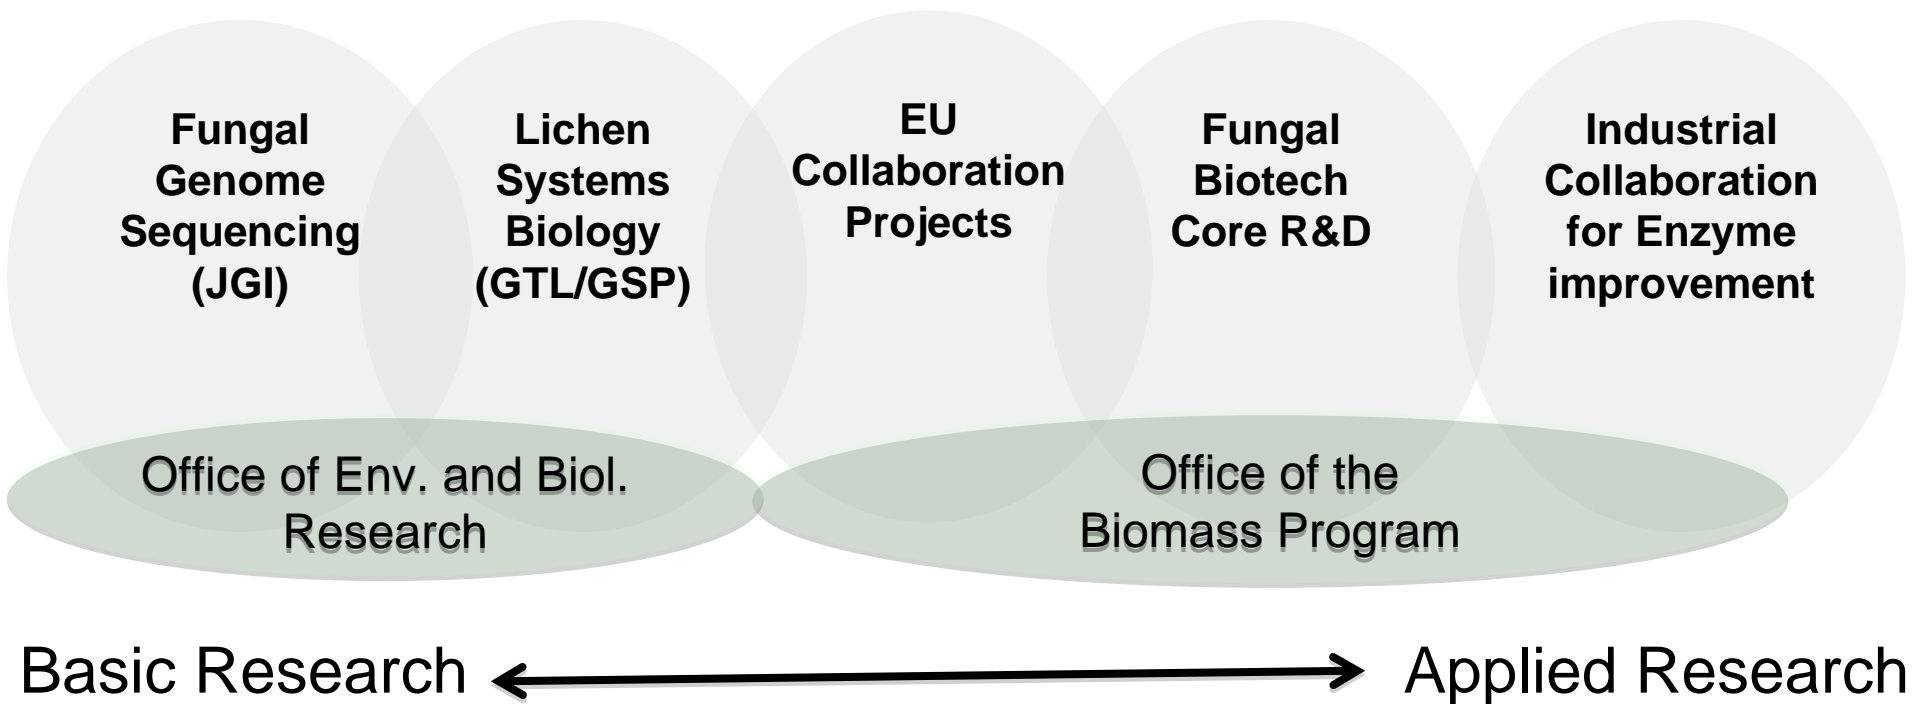 Fungal
Genome
Sequencing
(JGI)
Lichen
Systems
Biology
(GTL/GSP)
EU
Collaboration
Projects
Fungal
Biotech
Core R&D
Industrial
Collaboration
for Enzyme
improvement
Office of Env. and Biol.
Research
Office of the
Biomass Program
Basic Research
Applied Research